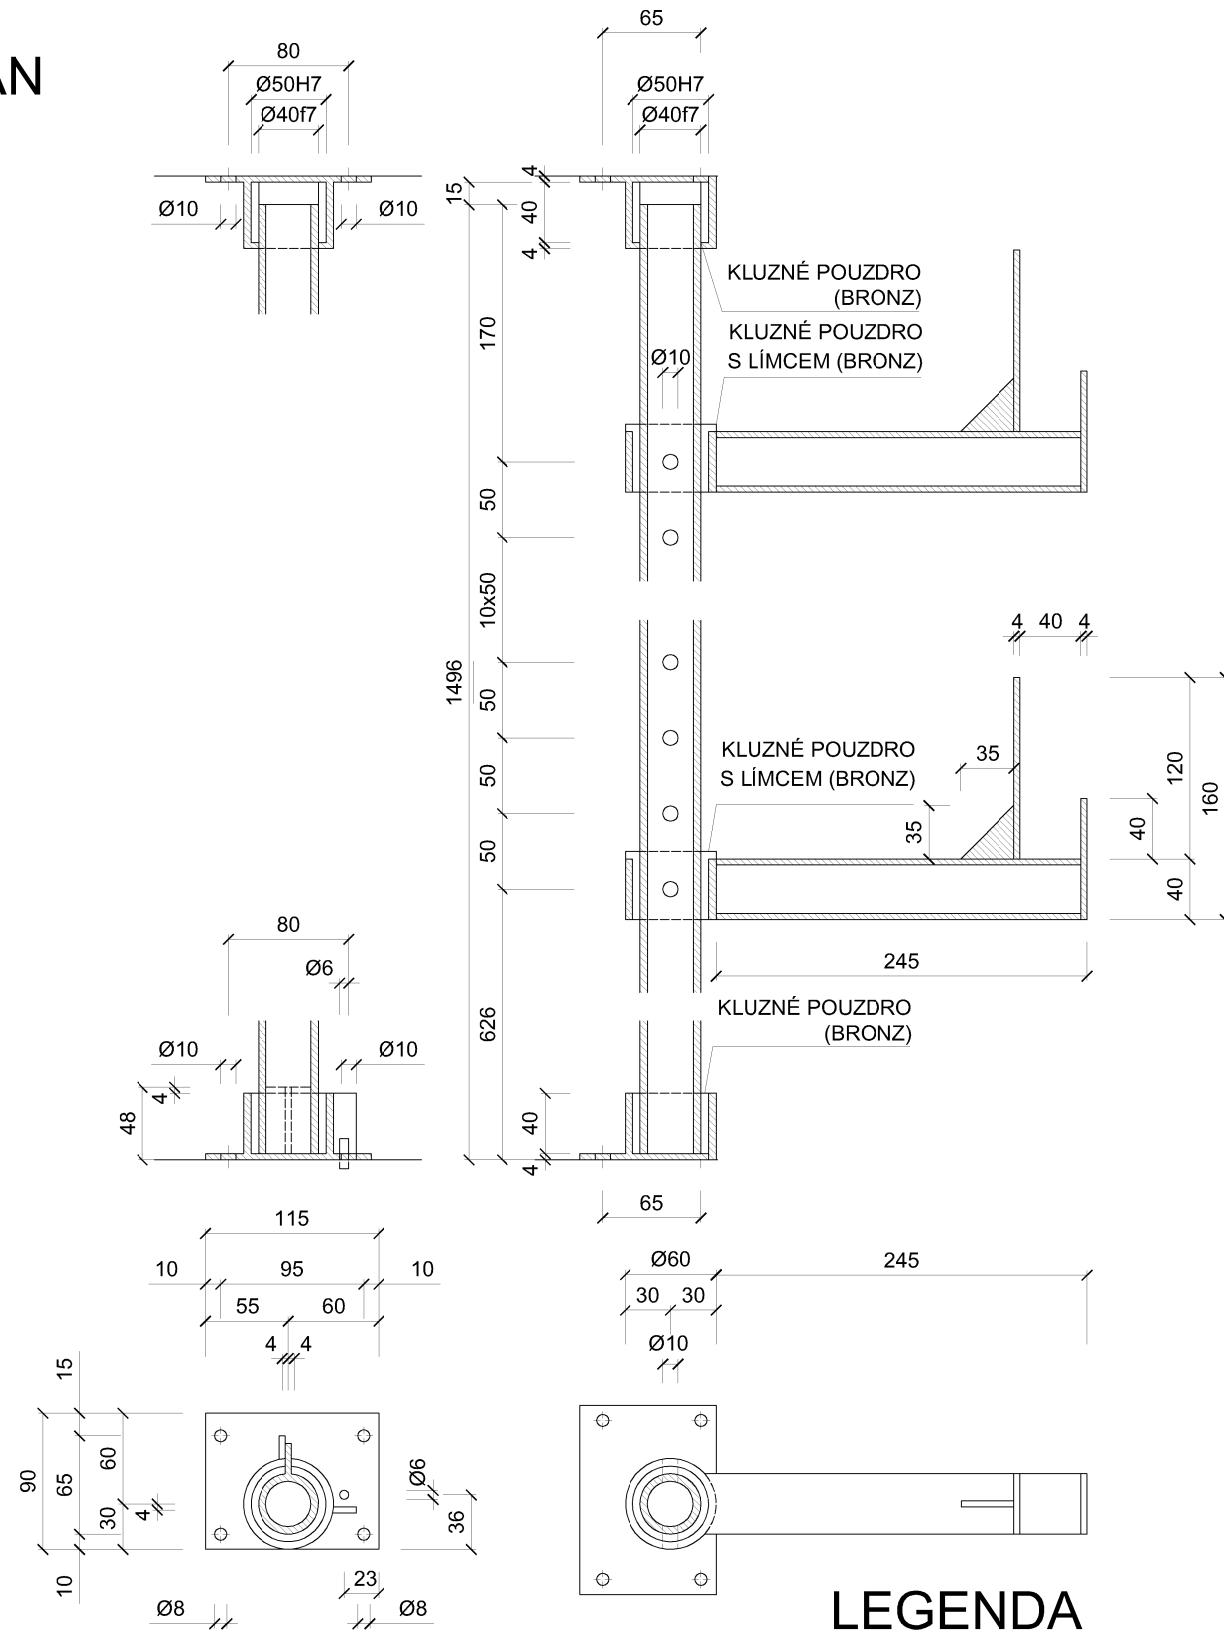 AN
80
Ø50H7
Ø40f7
Ø10
Ø10
65
Ø50H7
Ø40f7
4
15
40
4
KLUZNÉ POUZDRO
(BRONZ)
KLUZNÉ POUZDRO
S LÍMCEM (BRONZ)
170
Ø10
50
10x50
1496
50
50
50
626
4 40 4
KLUZNÉ POUZDRO
S LÍMCEM (BRONZ)
35
35
120
160
40
40
245
KLUZNÉ POUZDRO
(BRONZ)
80
Ø6
Ø10
Ø10
4
48
40
4
65
115
10 95 10
55 60
4 4
15
90
65
60
30
4
10
Ø6
36
23
Ø8
Ø8
Ø60
245
30 30
Ø10
LEGENDA